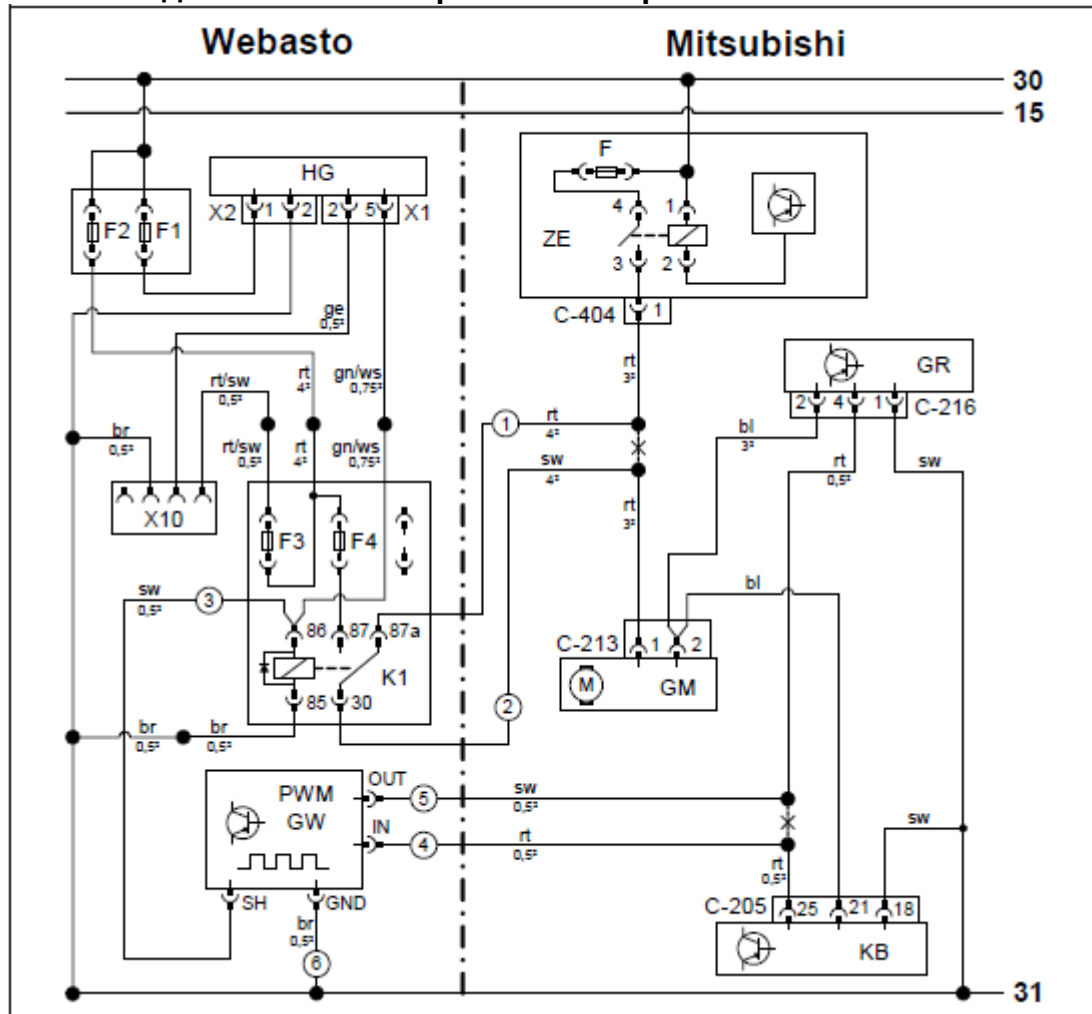 Webasto
Mitsubishi
30
15
HG
F
X2 1 2 2 5 X1
F2 F1
4 1
ZE
3 2
C-404 1
ge
0,5²
rt/sw
0,5²
rt
4²
gn/ws
0,75²
rt
3²
GR
2 4 1
C-216
br
0,5²
rt/sw
0,5²
rt
4²
gn/ws
0,75²
1
rt
4²
sw
4²
bl
3²
rt
0,5²
sw
X10
F3 F4
rt
3²
sw
0,5²
3
bl
86 87 87a
C-213 1 2
K1
M
GM
85 30
2
br
0,5²
br
0,5²
PWM
GW
OUT
5
sw
0,5²
IN
4
rt
0,5²
sw
rt
0,5²
SH GND
C-205 25 21 18
br
0,5²
KB
6
31